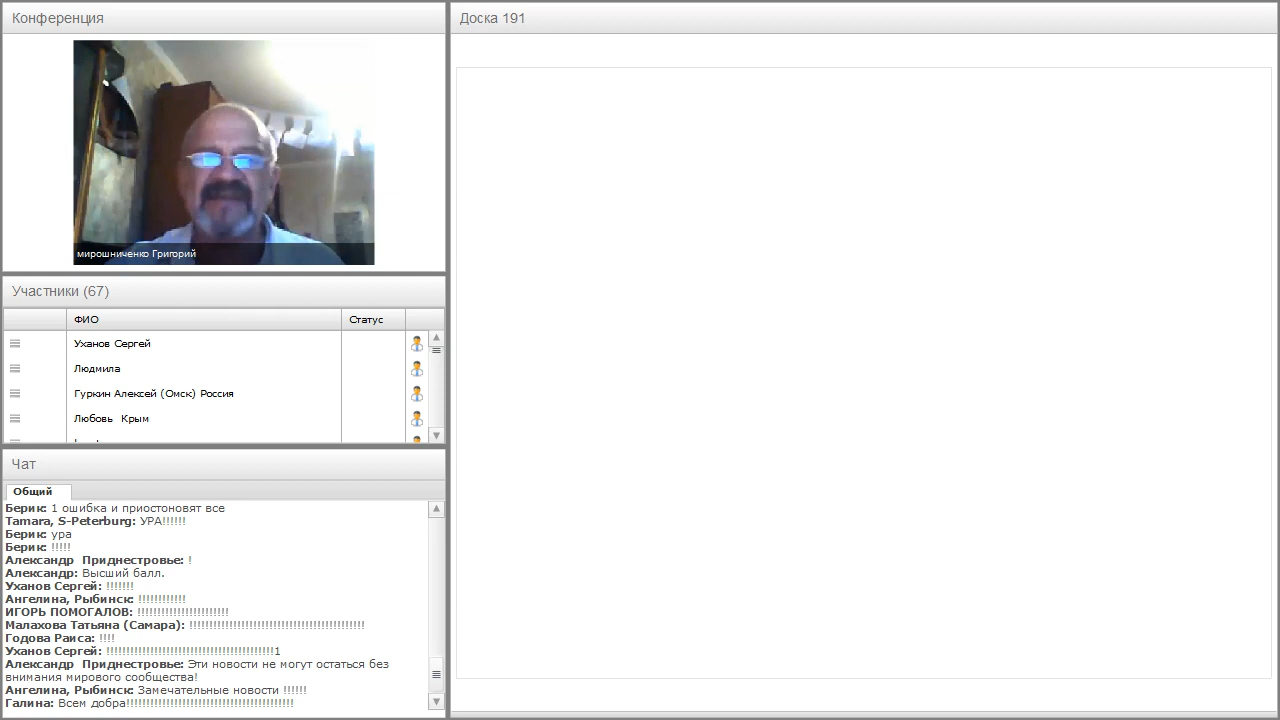 Конференция
мирошниченко Григорий
Участники (67)
ФИО Статус
Уханов Сергей
Людмила
Гуркин Алексей (Омск) Россия
Любовь Крым
Чат
Общий
Берик: 1 ошибка и приостоновят все
Tamara, S-Peterburg: УРА!!!!!!
Берик: ура
Берик: !!!!!
Александр Приднестровье: !
Александр: Высший балл.
Уханов Сергей: !!!!!!!
Ангелина, Рыбинск: !!!!!!!!!!!!
ИГОРЬ ПОМОГАЛОВ: !!!!!!!!!!!!!!!!!!!!!!!
Малахова Татьяна (Самара): !!!!!!!!!!!!!!!!!!!!!!!!!!!!!!!!!!!!!!!!!!!!
Годова Раиса: !!!!
Уханов Сергей: !!!!!!!!!!!!!!!!!!!!!!!!!!!!!!!!!!!!!!!!!!1
Александр Приднестровье: Эти новости не могут остаться без
внимания мирового сообщества!
Ангелина, Рыбинск: Замечательные новости !!!!!!
Галина: Всем добра!!!!!!!!!!!!!!!!!!!!!!!!!!!!!!!!!!!!!!!!!!
Доска 191